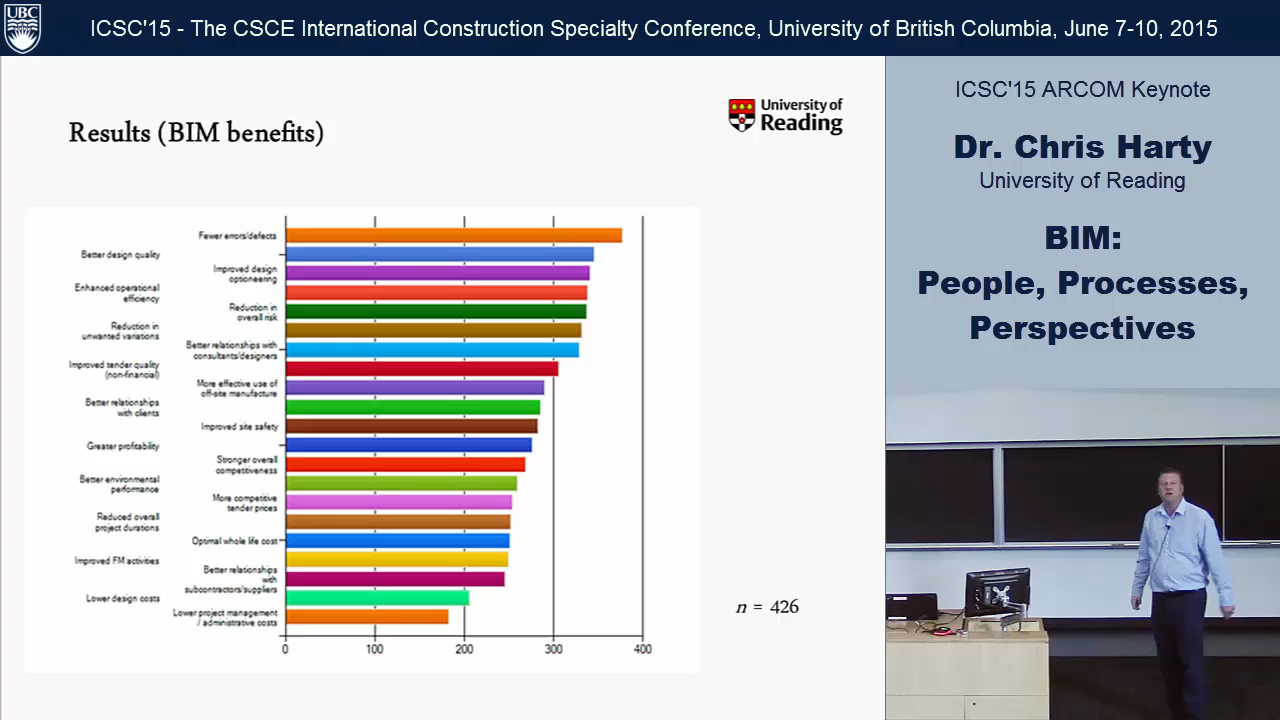 UBC
ICSC'15 - The CSCE International Construction Specialty Conference, University of British Columbia, June 7-10, 2015
Results (BIM benefits)
University of
Reading
Fewer errors/defects
Better design quality
Improved design
optioneering
Enhanced operational
efficiency
Reduction in
overall risk
Reduction in
unwanted variations
Better relationships with
consultants/designers
Improved tender quality
(non-financial)
More effective use of
off-site manufacture
Better relationships
with clients
Improved site safety
Greater profitability
Stronger overall
competitiveness
Better environmental
performance
More competitive
tender prices
Reduced overall
project durations
Optimal whole life cost
Improved FM activities
Better relationships
with
subcontractors/suppliers
Lower design costs
Lower project management
/ administrative costs
0 100 200 300 400
n = 426
ICSC'15 ARCOM Keynote
Dr. Chris Harty
University of Reading
BIM:
People, Processes,
Perspectives